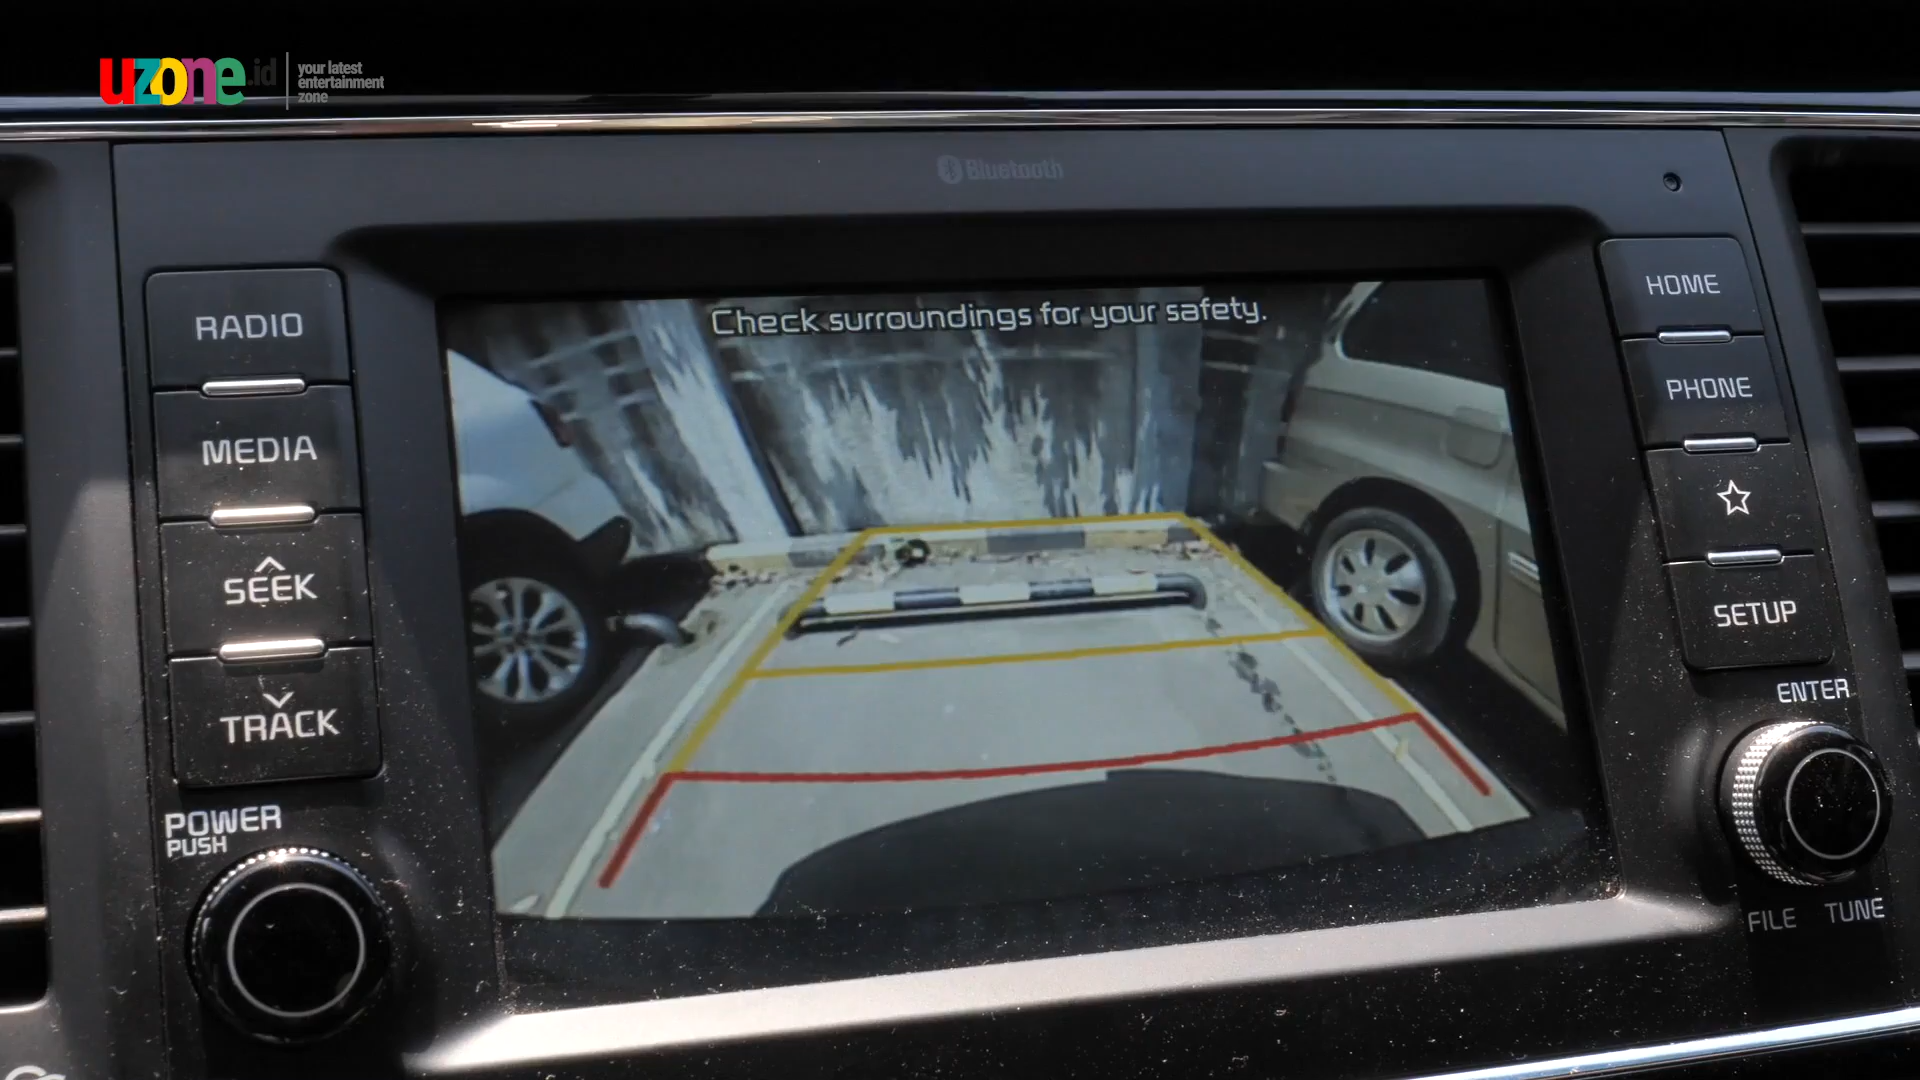 uzone.id
your latest
entertainment
zone
Bluetooth
RADIO
MEDIA
SEEK
TRACK
POWER
PUSH
Check surroundings for your safety.
HOME
PHONE
SETUP
ENTER
FILE TUNE